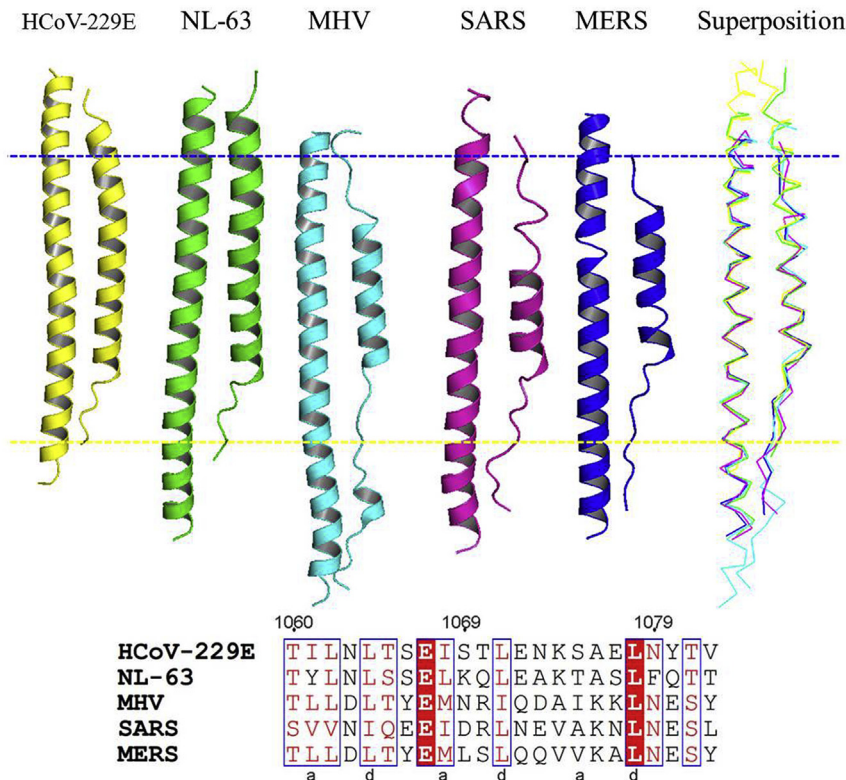 HCoV-229E NL-63 MHV SARS MERS Superposition
1060 1069 1079
HCoV-229E TILNLTSEISTLENKSAELNYTV
NL-63 TYLNLSSELKQLEAKTASLFQTT
MHV TLLDLTYEMNRIQDAIKKLNESY
SARS SVVNIQEEIDRLNEVAKNLNESL
MERS TLLDLTYEMLSLQQVVKALNESY
a d a d a d